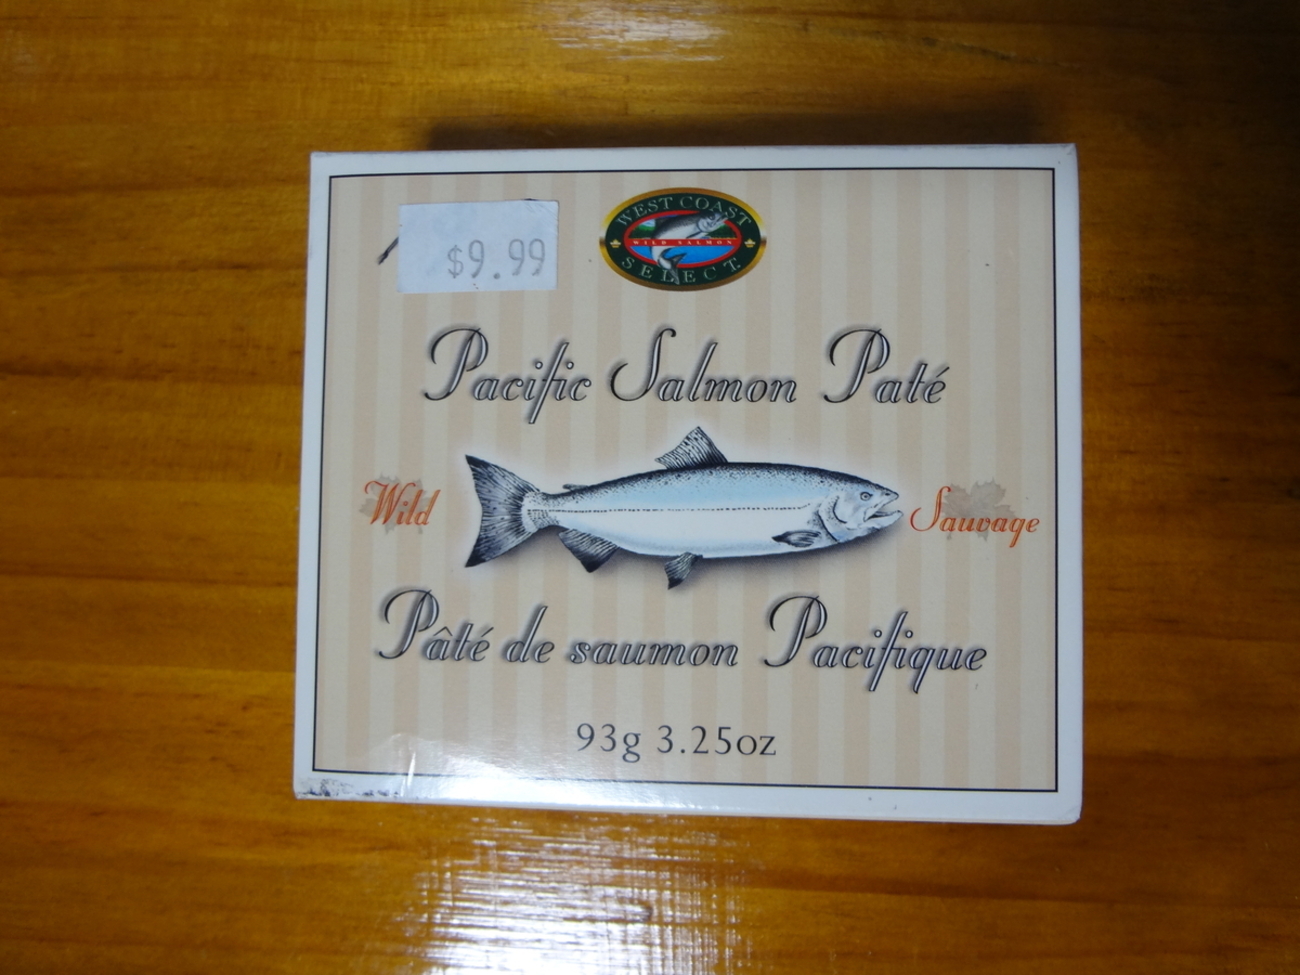 WEST COAST
WILD SALMON
SELECT
$9.99
Pacific Salmon Paté
Wild
Sauvage
Pâté de saumon Pacifique
93g 3.25oz